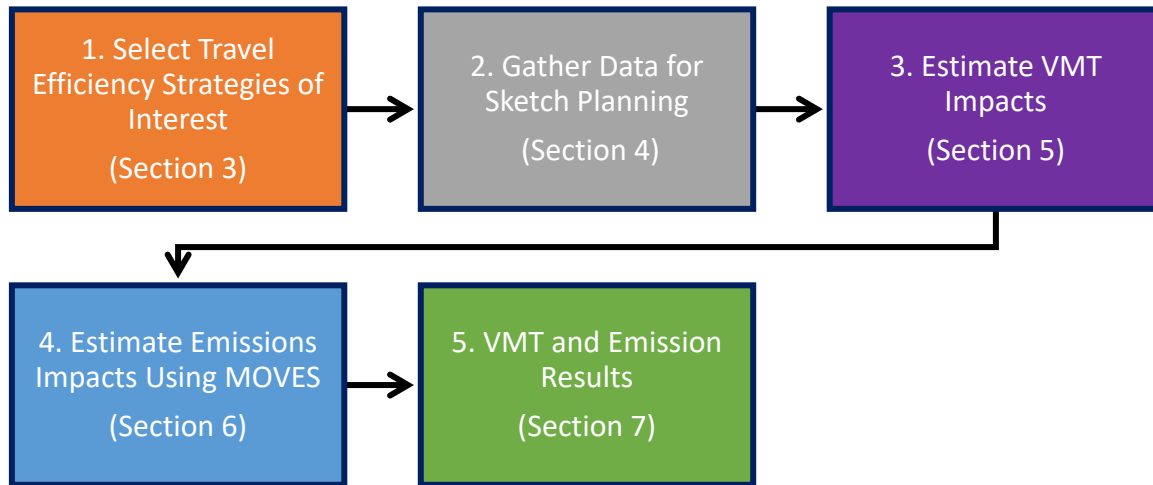 1. Select Travel
Efficiency Strategies of
Interest
(Section 3)
2. Gather Data for
Sketch Planning
(Section 4)
3. Estimate VMT
Impacts
(Section 5)
4. Estimate Emissions
Impacts Using MOVES
(Section 6)
5. VMT and Emission
Results
(Section 7)